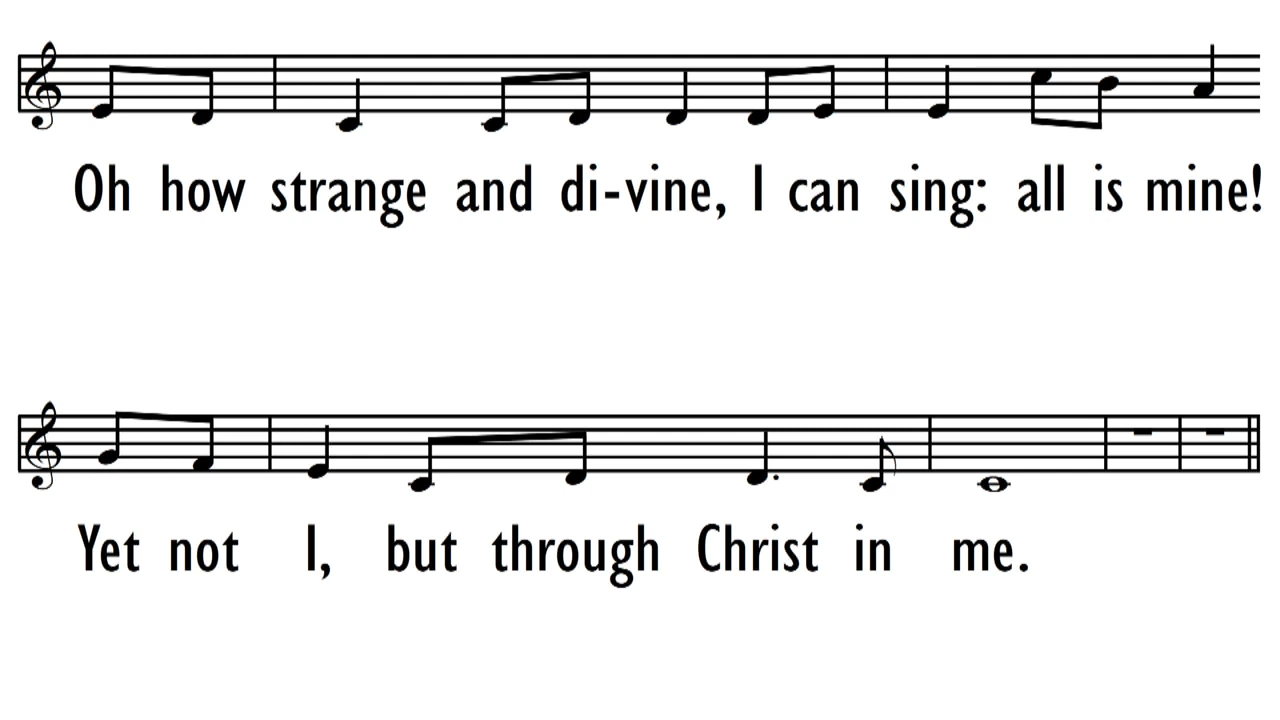 Oh how strange and di-vine, I can sing: all is mine!
Yet not I, but through Christ in me.